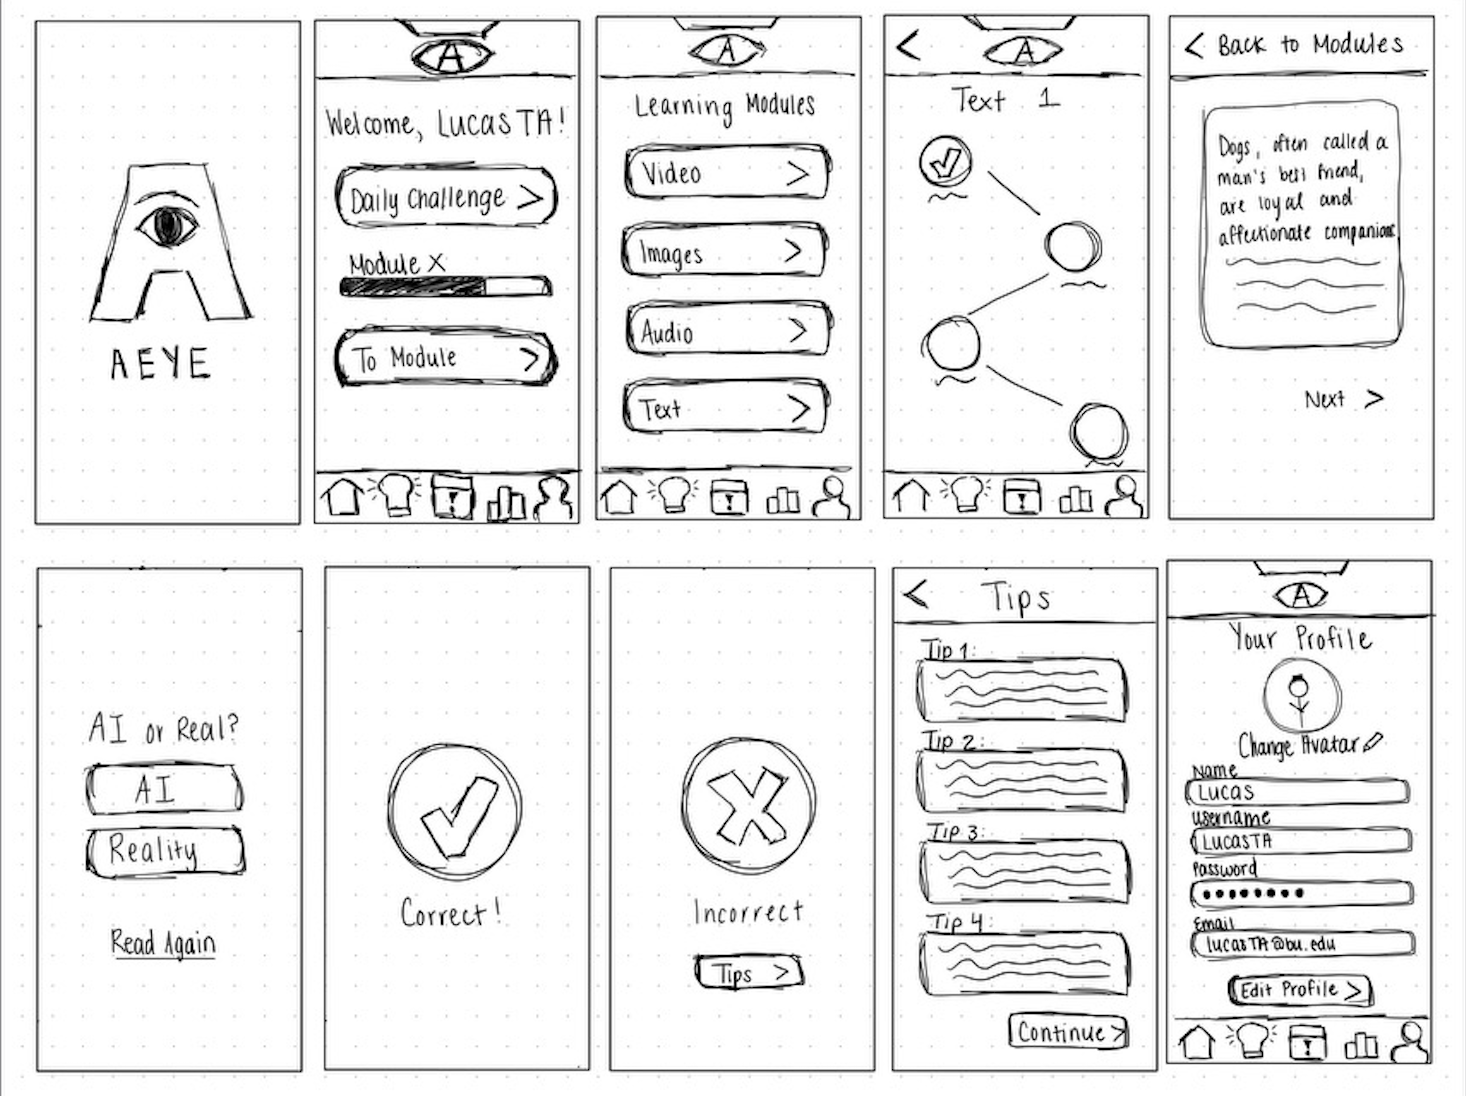 AEYE
A
Welcome, LucasTA!
Daily Challenge >
Module X
To Module >
A
Learning Modules
Video >
Images >
Audio >
Text >
< A
Text 1
< Back to Modules
Dogs, often called a
man's best friend,
are loyal and
affectionate companions
Next >
AI or Real?
AI
Reality
Read Again
Correct!
Incorrect
Tips >
< Tips
Tip 1:
Tip 2:
Tip 3:
Tip 4:
Continue >
A
Your Profile
Change Avatar
Name
Lucas
username
LucasTA
Password
••••••••
Email
lucasTA@bu.edu
Edit Profile >